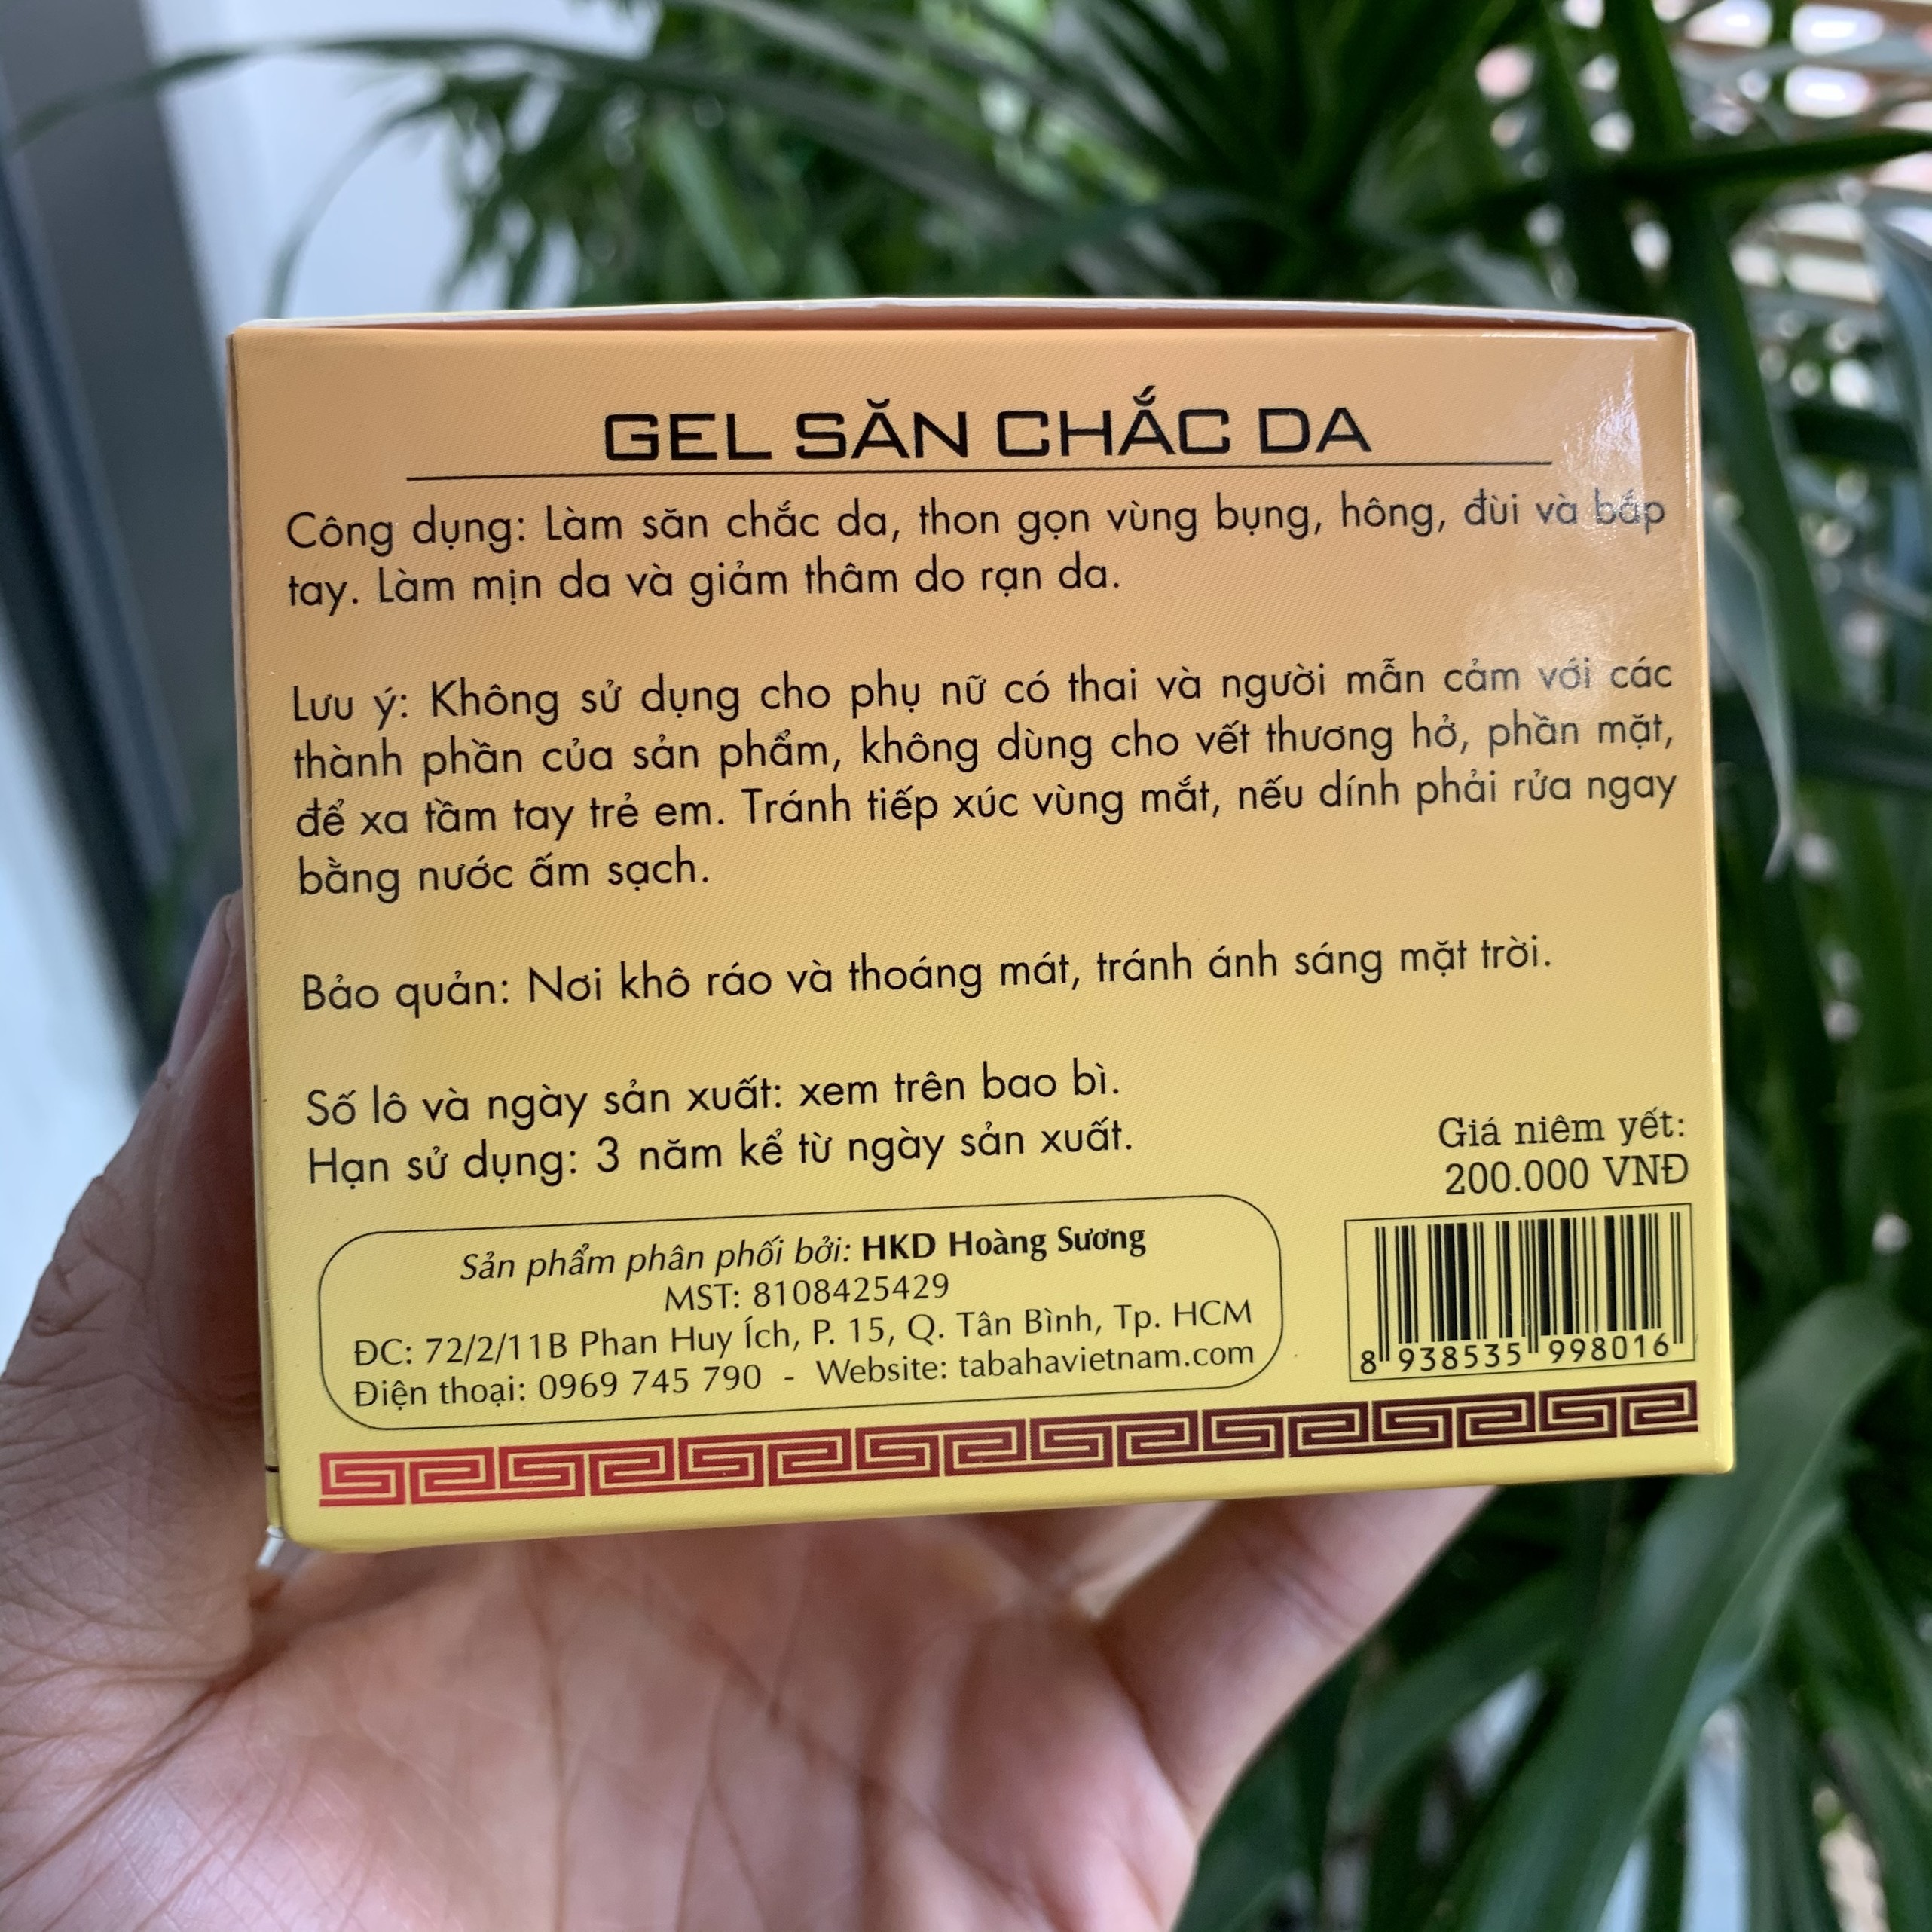 GEL SĂN CHẮC DA
Công dụng: Làm săn chắc da, thon gọn vùng bụng, hông, đùi và bắp
tay. Làm mịn da và giảm thâm do rạn da.
Lưu ý: Không sử dụng cho phụ nữ có thai và người mẫn cảm với các
thành phần của sản phẩm, không dùng cho vết thương hở, phần mặt,
để xa tầm tay trẻ em. Tránh tiếp xúc vùng mắt, nếu dính phải rửa ngay
bằng nước ấm sạch.
Bảo quản: Nơi khô ráo và thoáng mát, tránh ánh sáng mặt trời.
Số lô và ngày sản xuất: xem trên bao bì.
Hạn sử dụng: 3 năm kể từ ngày sản xuất.
Giá niêm yết:
200.000 VNĐ
Sản phẩm phân phối bởi: HKD Hoàng Sương
MST: 8108425429
ĐC: 72/2/11B Phan Huy Ích, P. 15, Q. Tân Bình, Tp. HCM
Điện thoại: 0969 745 790 - Website: tabahavietnam.com
8 938535 998016